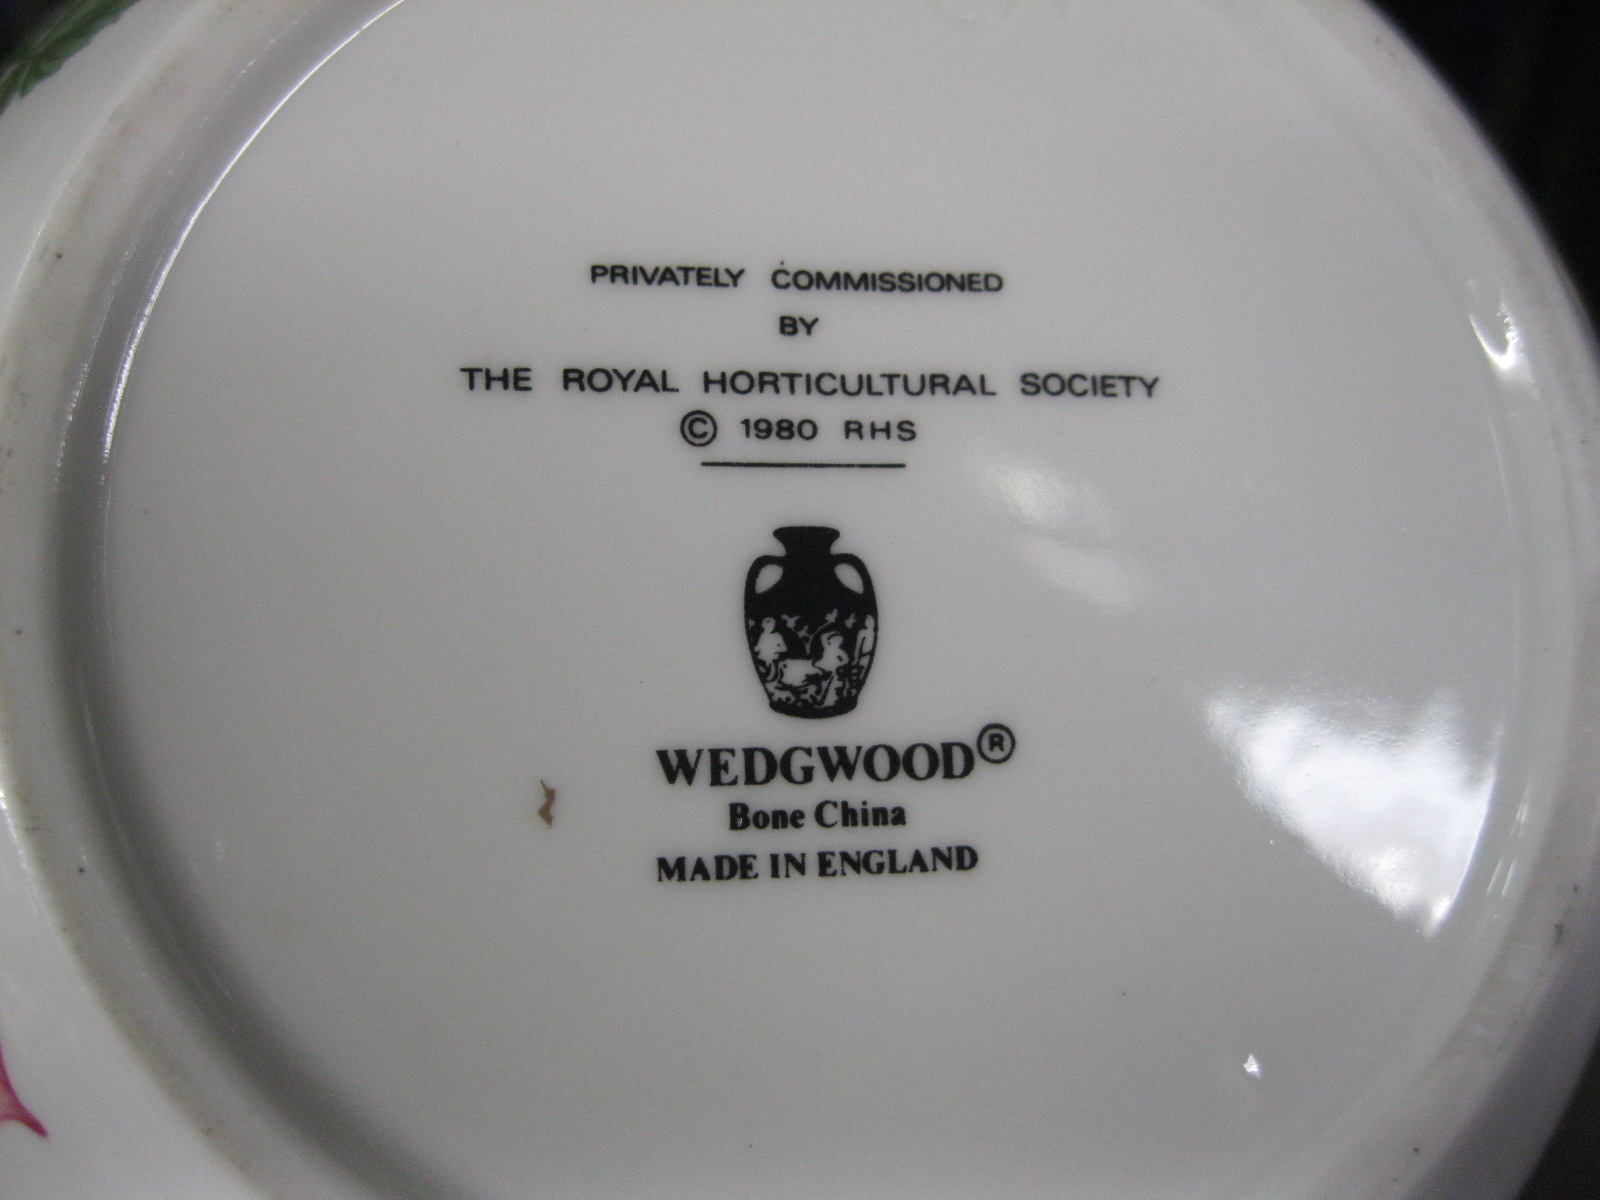 PRIVATELY COMMISSIONED
BY
THE ROYAL HORTICULTURAL SOCIETY
© 1980 RHS
WEDGWOOD®
Bone China
MADE IN ENGLAND